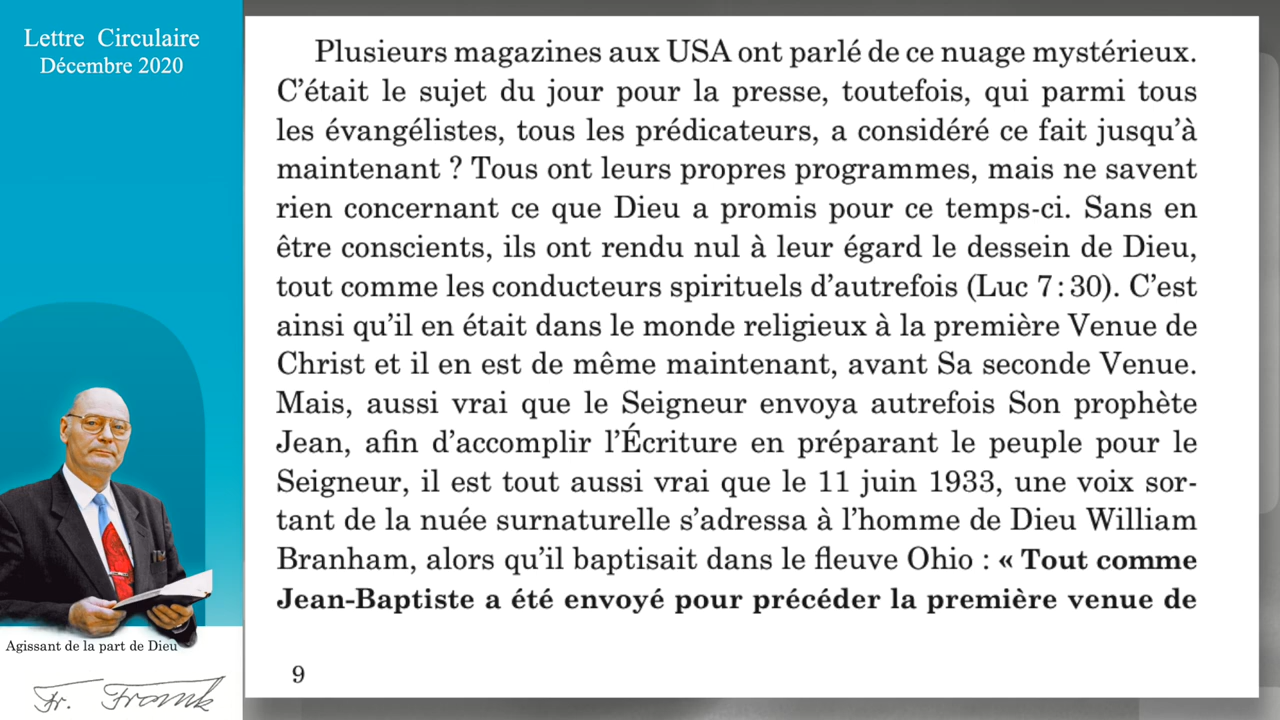 Lettre Circulaire
Décembre 2020
Plusieurs magazines aux USA ont parlé de ce nuage mystérieux.
C’était le sujet du jour pour la presse, toutefois, qui parmi tous
les évangélistes, tous les prédicateurs, a considéré ce fait jusqu’à
maintenant ? Tous ont leurs propres programmes, mais ne savent
rien concernant ce que Dieu a promis pour ce temps-ci. Sans en
être conscients, ils ont rendu nul à leur égard le dessein de Dieu,
tout comme les conducteurs spirituels d’autrefois (Luc 7 : 30). C’est
ainsi qu’il en était dans le monde religieux à la première Venue de
Christ et il en est de même maintenant, avant Sa seconde Venue.
Mais, aussi vrai que le Seigneur envoya autrefois Son prophète
Jean, afin d’accomplir l’Écriture en préparant le peuple pour le
Seigneur, il est tout aussi vrai que le 11 juin 1933, une voix sor-
tant de la nuée surnaturelle s’adressa à l’homme de Dieu William
Branham, alors qu’il baptisait dans le fleuve Ohio : « Tout comme
Jean-Baptiste a été envoyé pour précéder la première venue de
9
Agissant de la part de Dieu
Fr. Frank